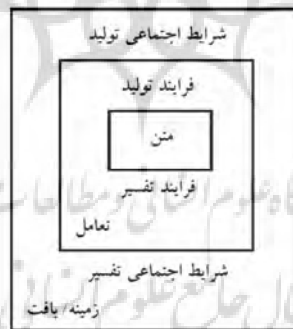 شرایط اجتماعی تولید
فرایند تولید
متن
فرایند تفسیر
تعامل
شرایط اجتماعی تفسیر
زمینه/ بافت